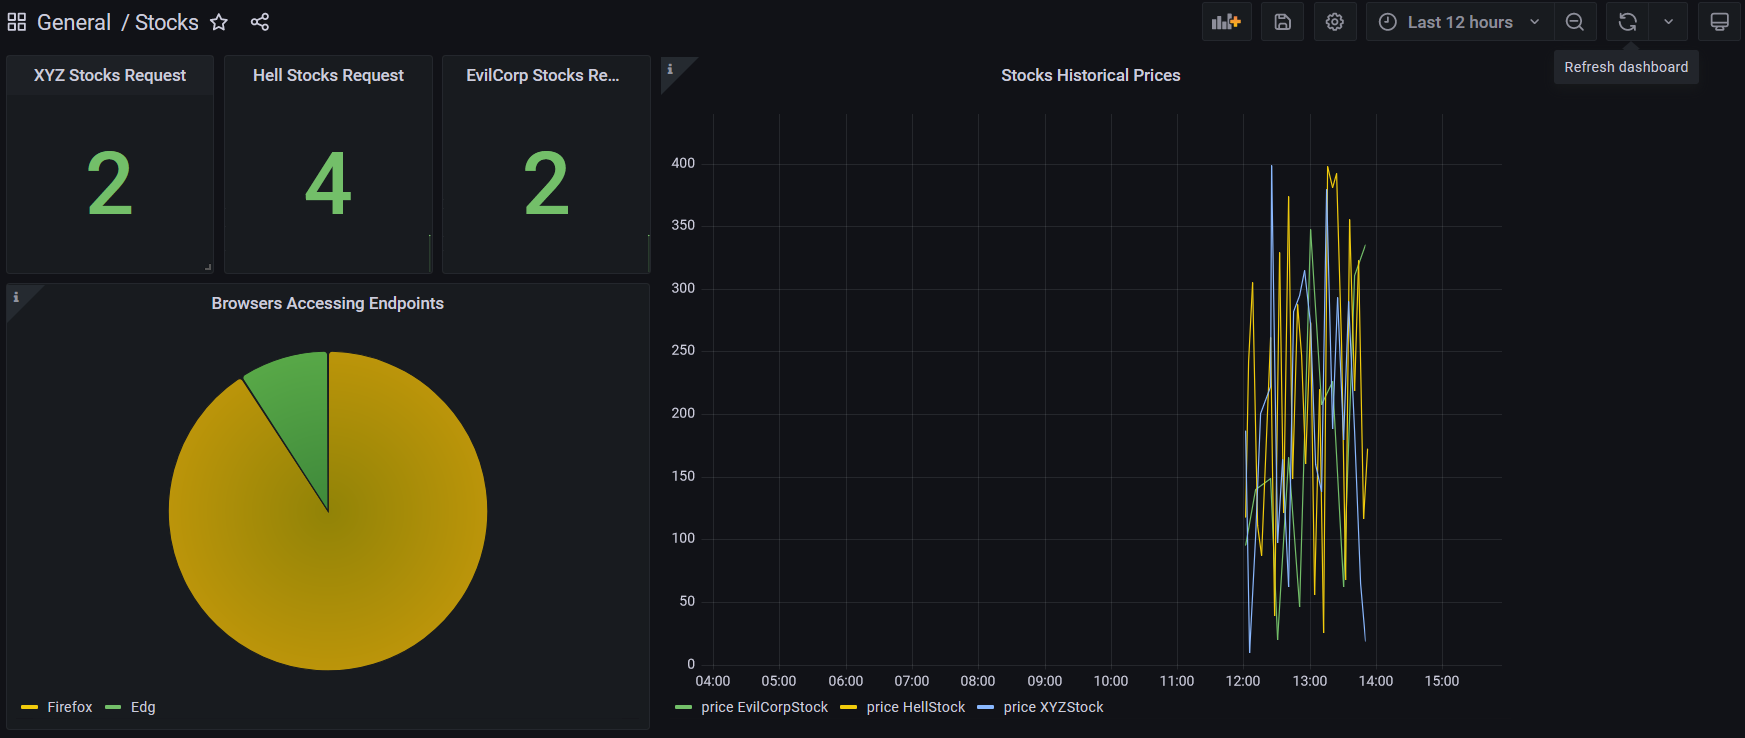 General / Stocks
Last 12 hours
Refresh dashboard
XYZ Stocks Request
2
Hell Stocks Request
4
EvilCorp Stocks Re...
2
Browsers Accessing Endpoints
Firefox
Edg
Stocks Historical Prices
400
350
300
250
200
150
100
50
0
04:00 05:00 06:00 07:00 08:00 09:00 10:00 11:00 12:00 13:00 14:00 15:00
price EvilCorpStock price HellStock price XYZStock